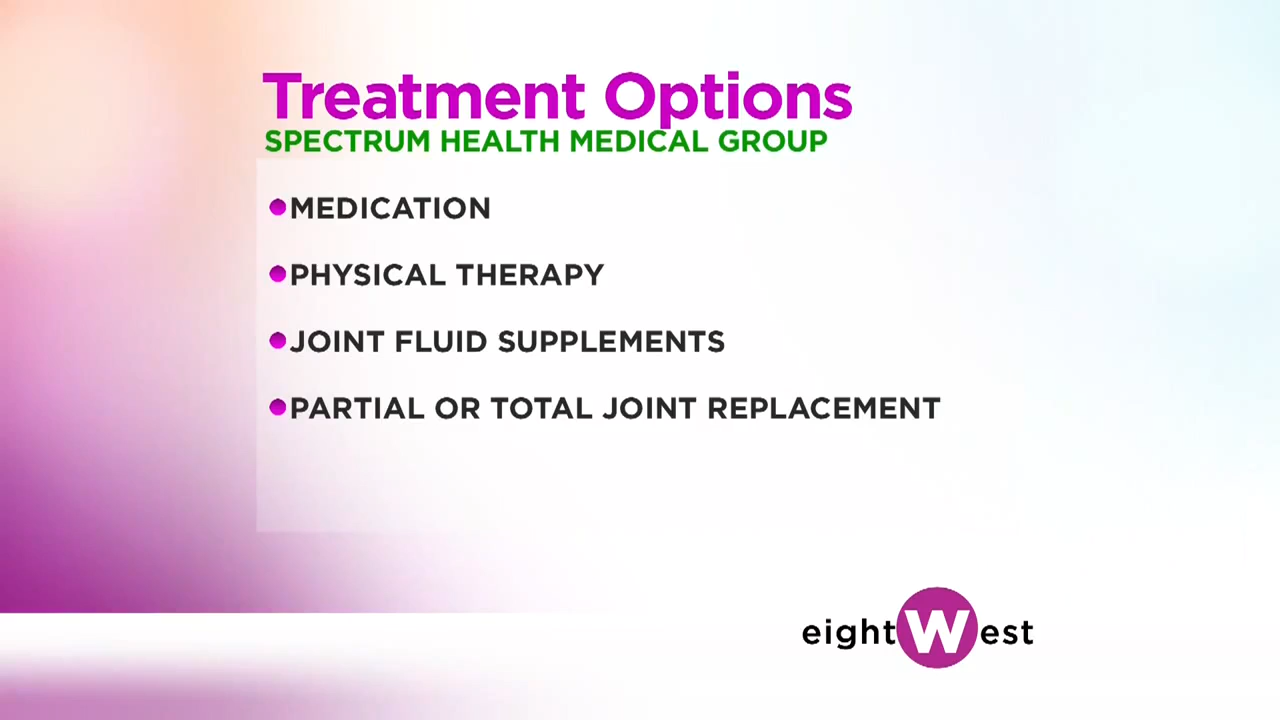 Treatment Options
SPECTRUM HEALTH MEDICAL GROUP
MEDICATION
PHYSICAL THERAPY
JOINT FLUID SUPPLEMENTS
PARTIAL OR TOTAL JOINT REPLACEMENT
eightWest